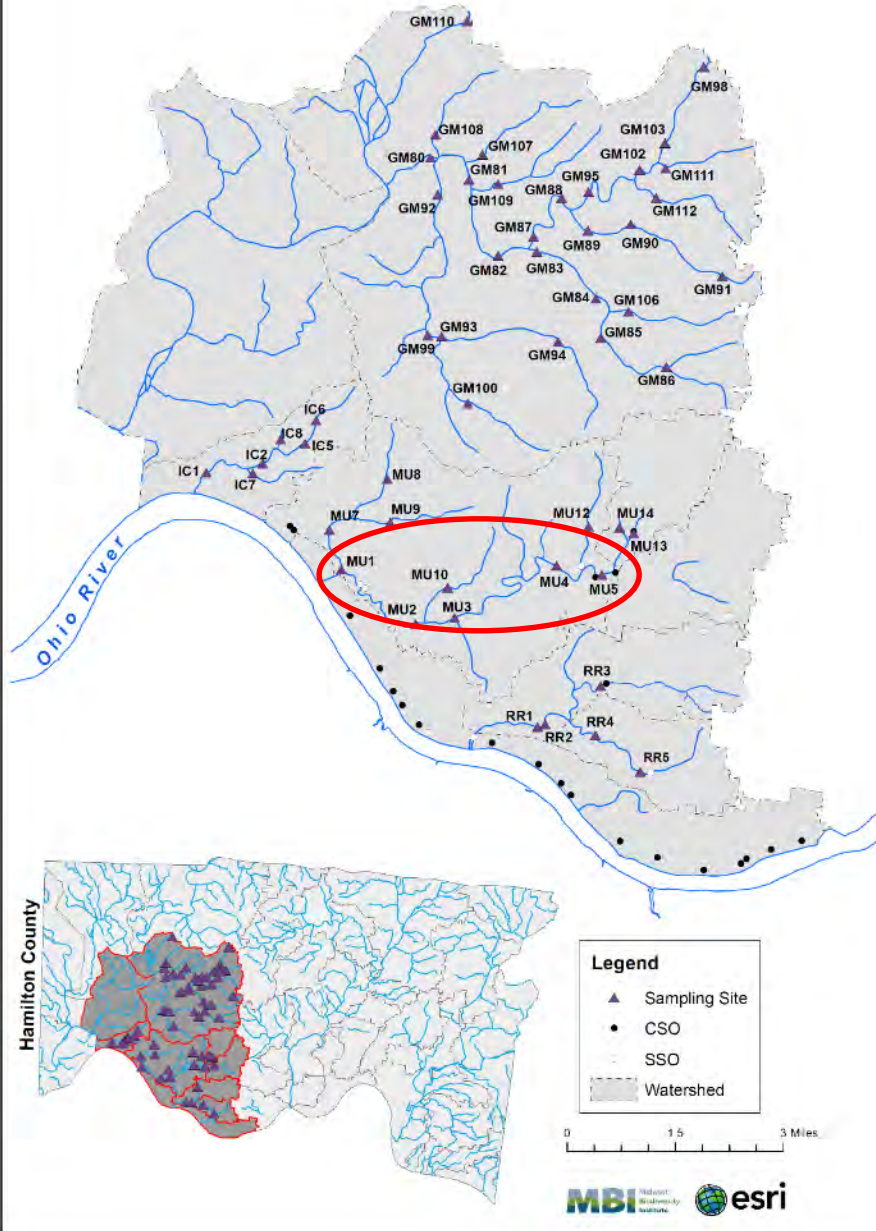 GM110
GM98
GM108
GM103
GM107
GM80
GM102
GM81
GM95
GM111
GM88
GM109
GM92
GM112
GM87
GM89
GM90
GM82
GM83
GM91
GM84
GM106
GM93
GM85
GM99
GM94
GM86
GM100
IC6
IC8
IC5
IC2
IC1
IC7
MU8
MU9
MU7
MU12
MU14
MU13
MU1
MU4
MU10
MU5
MU2
MU3
Ohio River
RR3
RR1
RR4
RR2
RR5
Hamilton County
Legend
Sampling Site
CSO
SSO
Watershed
0
1 5
3 Miles
MBI
Midwest
Biodiversity
Institute
esri